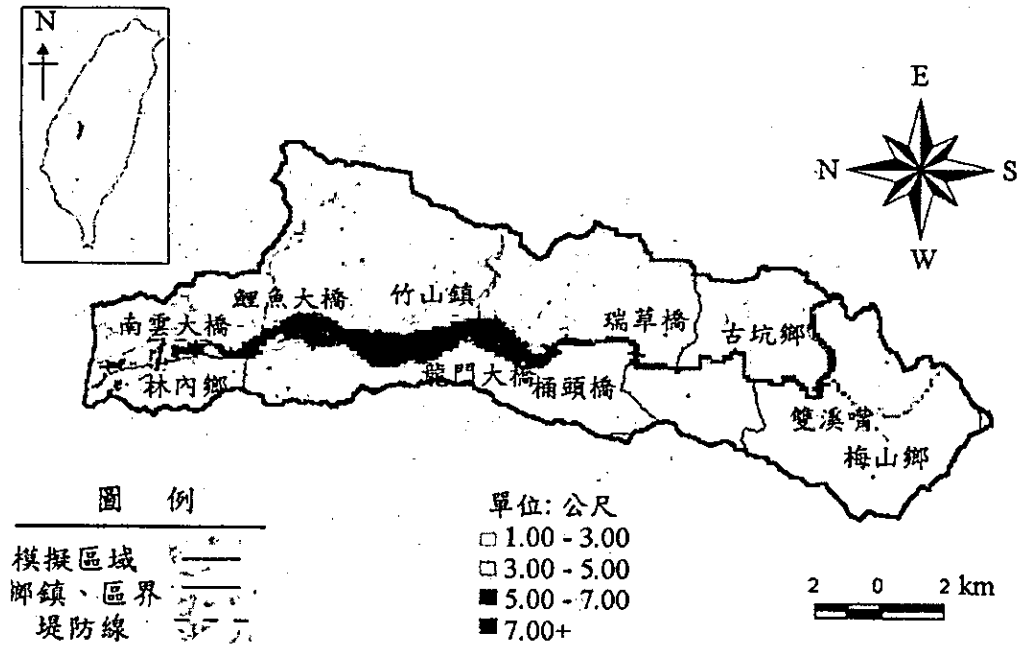 N
E
N
S
W
鯉魚大橋
竹山鎮
南雲大橋
瑞草橋
古坑鄉
林內鄉
龍門大橋
桶頭橋
雙溪嘴
梅山鄉
圖 例
模擬區域
鄉鎮、區界
堤防線
單位: 公尺
1.00 - 3.00
3.00 - 5.00
5.00 - 7.00
7.00+
2 0 2 km